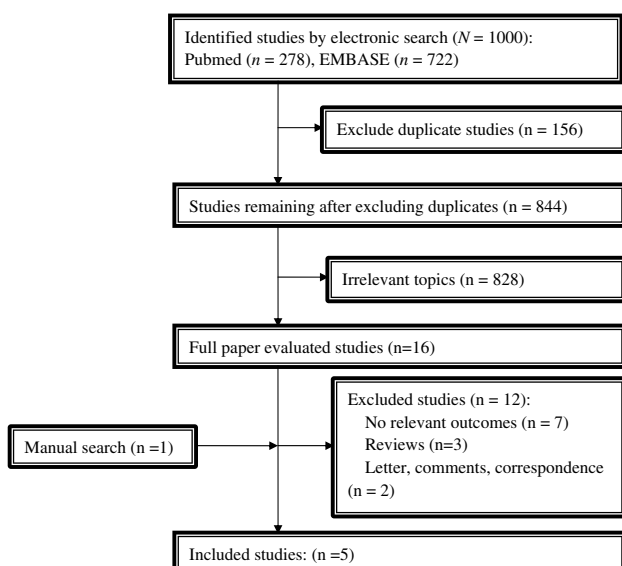 Identified studies by electronic search (N = 1000):
Pubmed (n = 278), EMBASE (n = 722)
Exclude duplicate studies (n = 156)
Studies remaining after excluding duplicates (n = 844)
Irrelevant topics (n = 828)
Full paper evaluated studies (n=16)
Excluded studies (n = 12):
No relevant outcomes (n = 7)
Reviews (n=3)
Letter, comments, correspondence
(n = 2)
Manual search (n =1)
Included studies: (n =5)